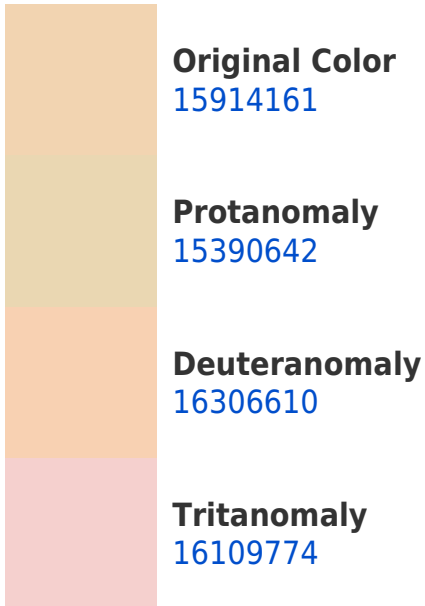 Original Color
15914161
Protanomaly
15390642
Deuteranomaly
16306610
Tritanomaly
16109774